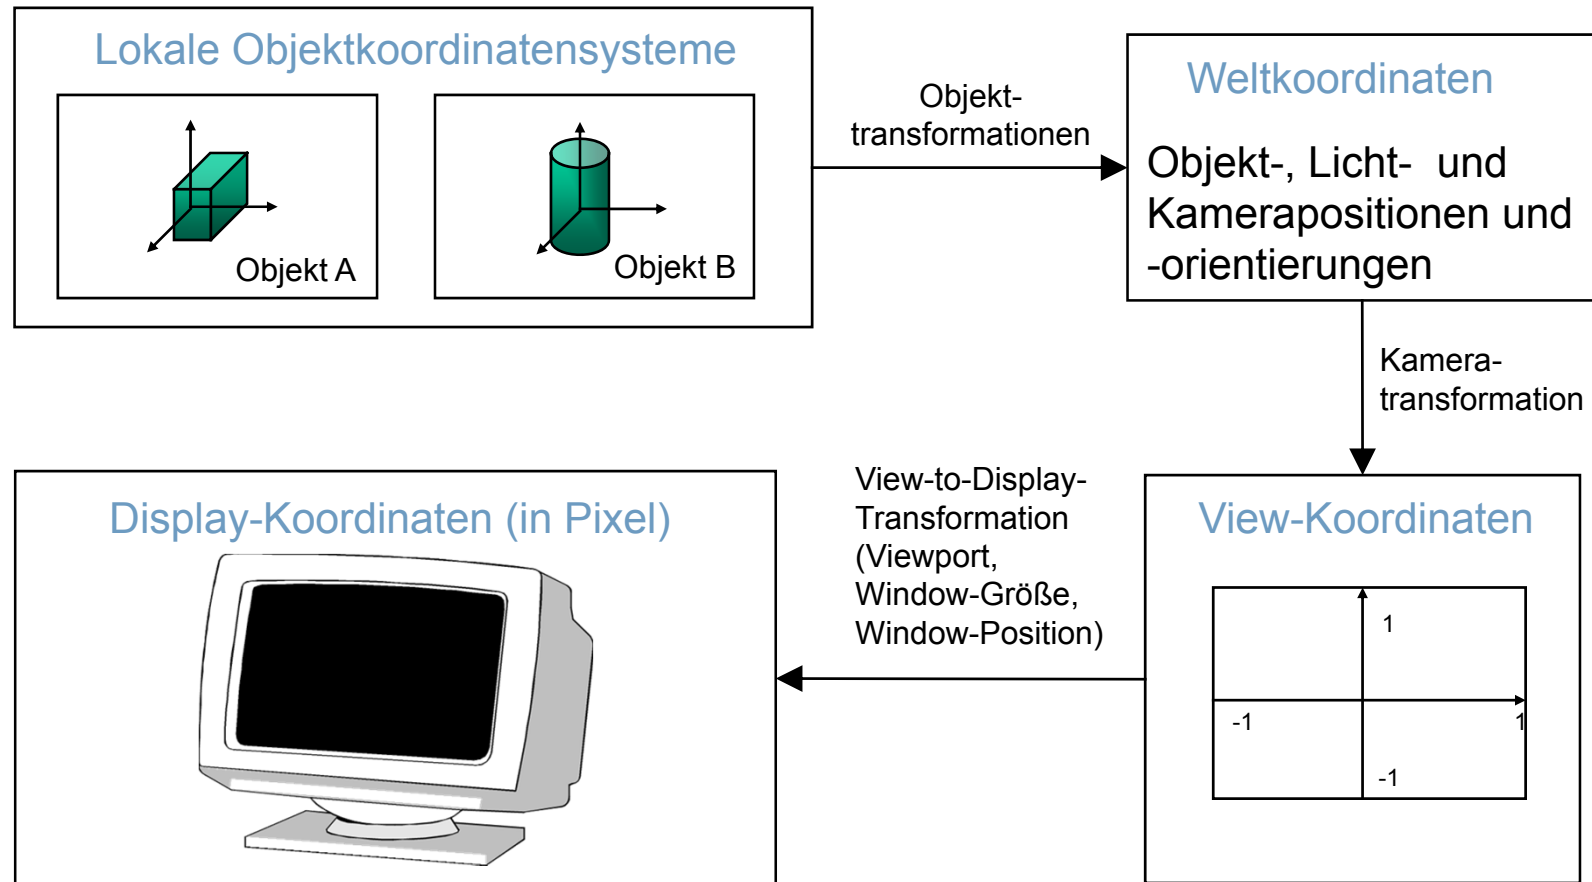 Lokale Objektkoordinatensysteme
Objekt A
Objekt B
Objekt-
transformationen
Weltkoordinaten
Objekt-, Licht- und
Kamerapositionen und
-orientierungen
Kamera-
transformation
View-Koordinaten
1
-1
1
-1
View-to-Display-
Transformation
(Viewport,
Window-Größe,
Window-Position)
Display-Koordinaten (in Pixel)